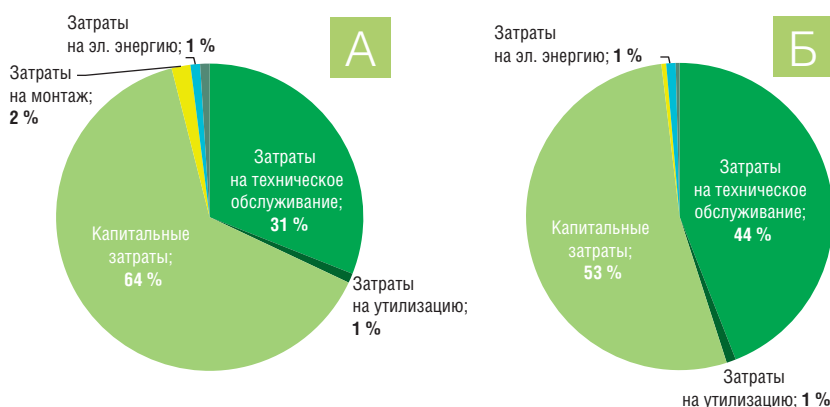 А
Затраты
на эл. энергию; 1 %
Затраты
на монтаж;
2 %
Затраты
на техническое
обслуживание;
31 %
Капитальные
затраты;
64 %
Затраты
на утилизацию;
1 %
Б
Затраты
на эл. энергию; 1 %
Затраты
на техническое
обслуживание;
44 %
Капитальные
затраты;
53 %
Затраты
на утилизацию; 1 %